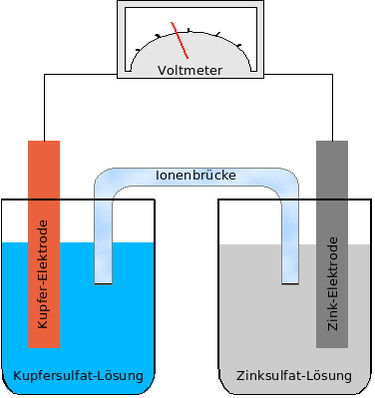 Voltmeter
Ionenbrücke
Kupfer-Elektrode
Zink-Elektrode
Kupfersulfat-Lösung
Zinksulfat-Lösung